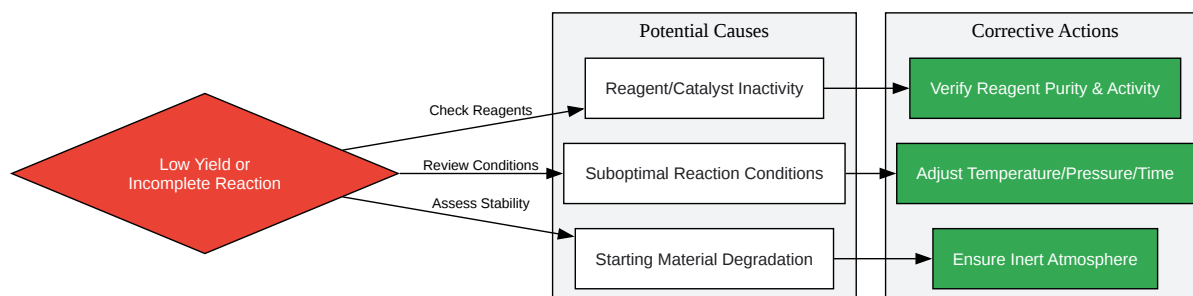 Potential Causes
Corrective Actions
Reagent/Catalyst Inactivity
Verify Reagent Purity & Activity
Check Reagents
Low Yield or
Incomplete Reaction
Review Conditions
Suboptimal Reaction Conditions
Adjust Temperature/Pressure/Time
Assess Stability
Starting Material Degradation
Ensure Inert Atmosphere